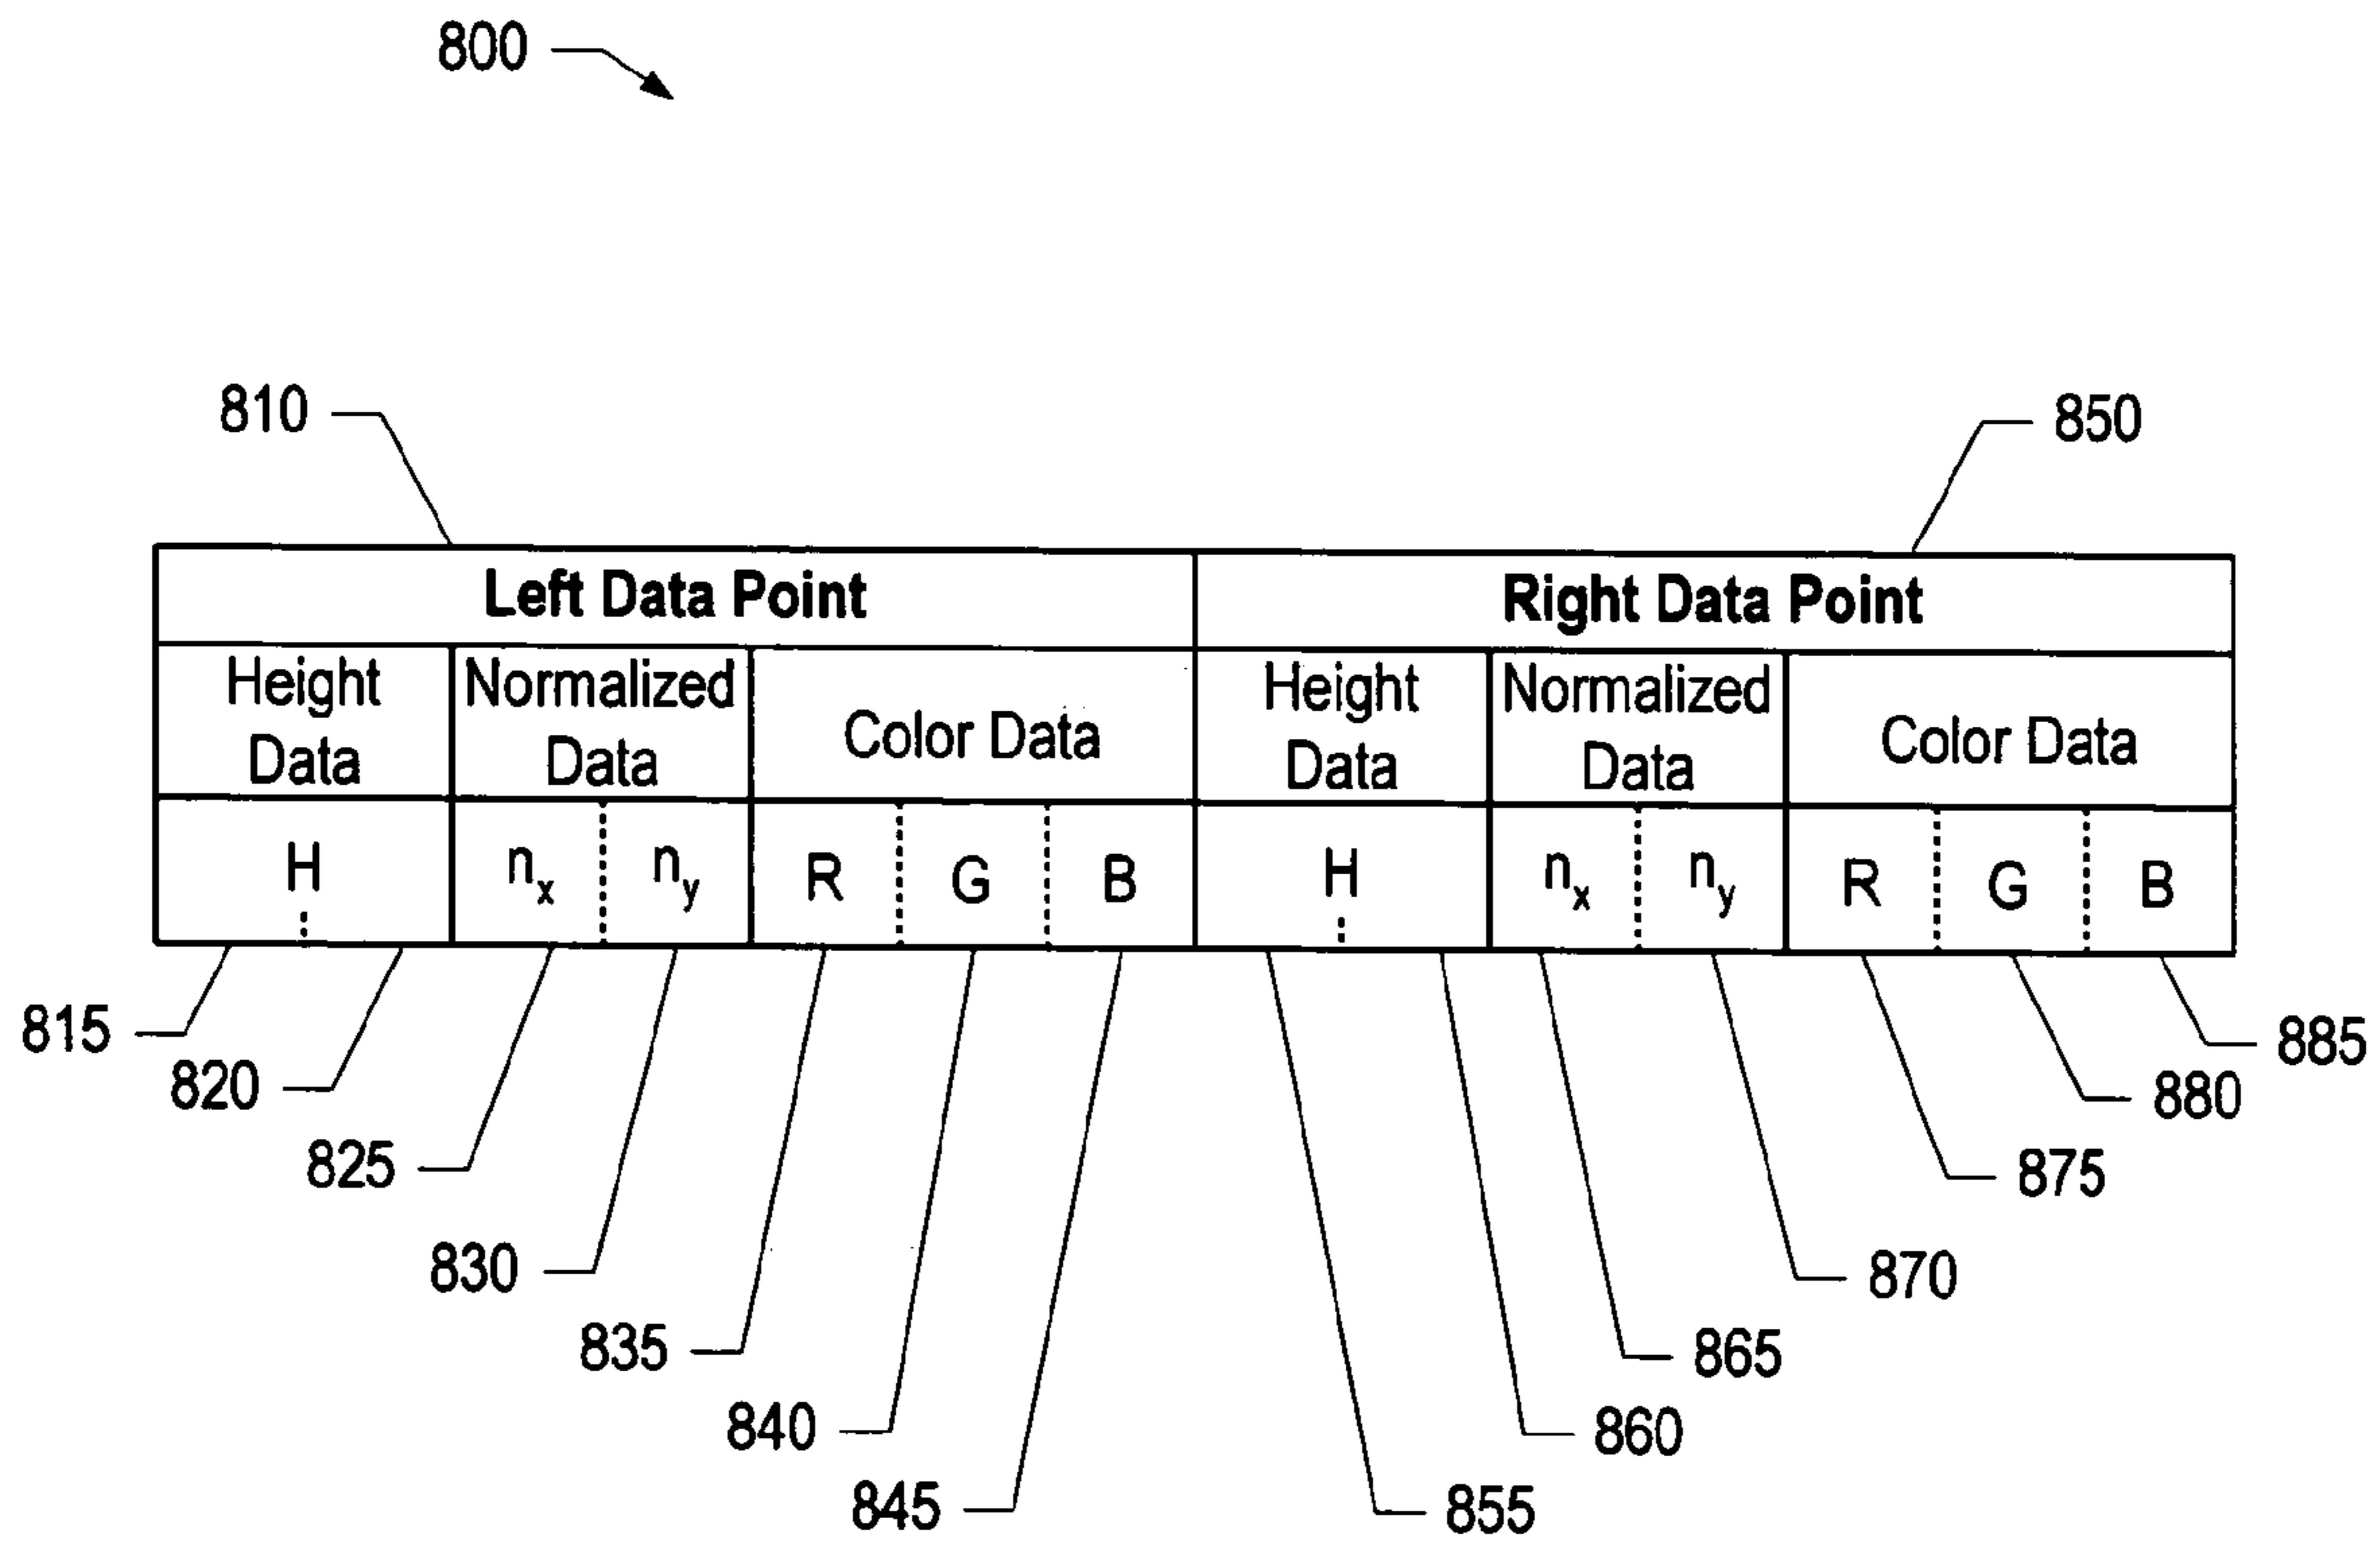 800
810
850
Left Data Point
Right Data Point
Height Data
Normalized Data
Color Data
Height Data
Normalized Data
Color Data
H
nx
ny
R
G
B
H
nx
ny
R
G
B
815
820
825
830
835
840
845
855
860
865
870
875
880
885